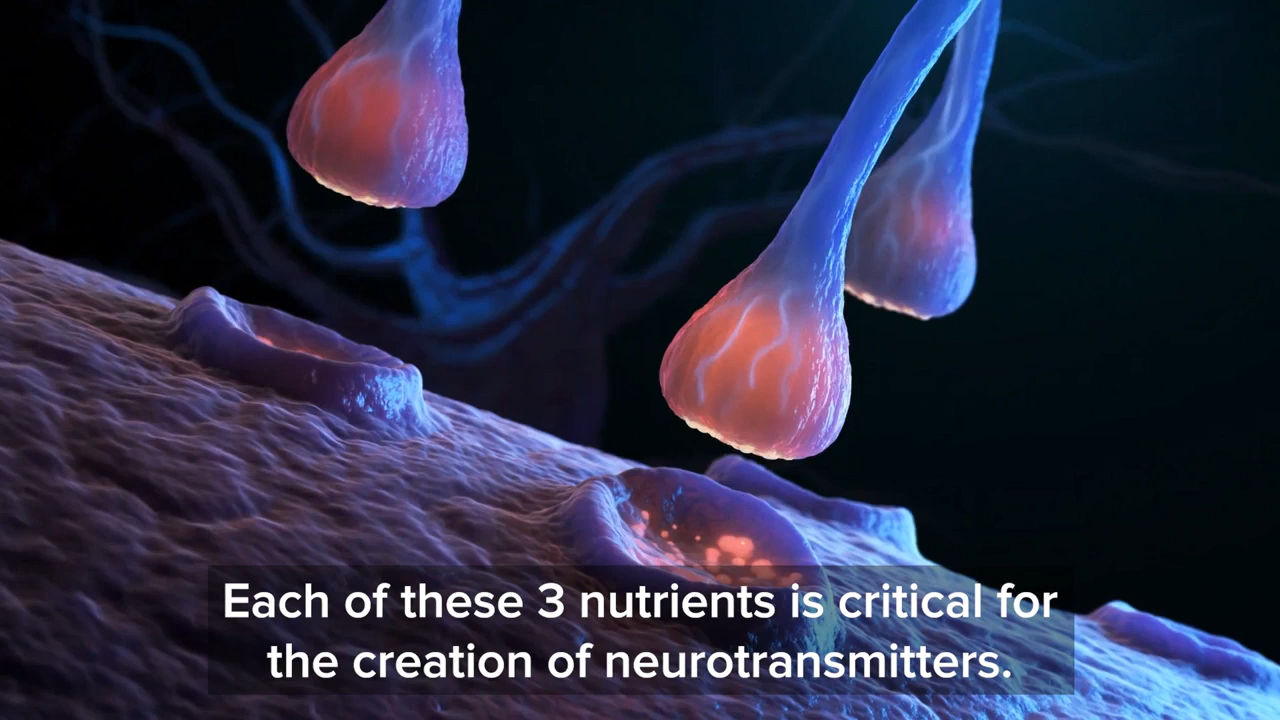 Each of these 3 nutrients is critical for
the creation of neurotransmitters.